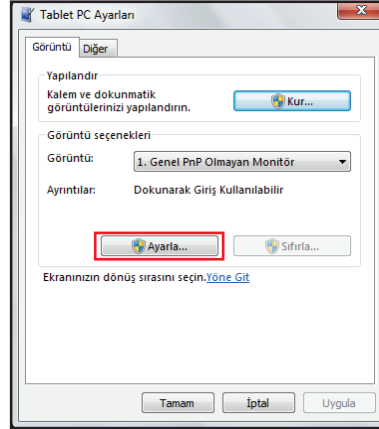 Tablet PC Ayarları
Görüntü Diğer
Yapılandır
Kalem ve dokunmatik
görüntülerinizi yapılandırın.
Kur...
Görüntü seçenekleri
Görüntü: 1. Genel PnP Olmayan Monitör
Ayrıntılar: Dokunarak Giriş Kullanılabilir
Ayarla... Sıfırla...
Ekranınızın dönüş sırasını seçin.Yöne Git
Tamam İptal Uygula